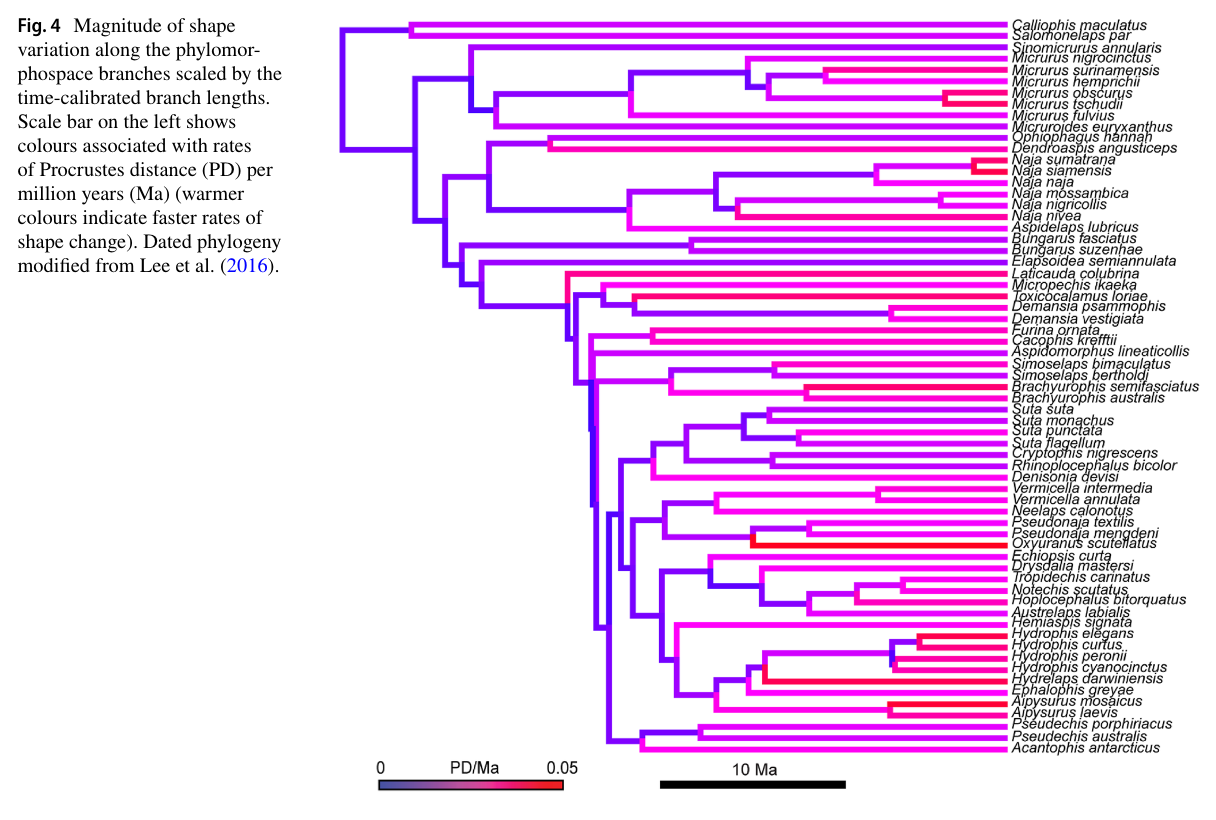 Fig. 4 Magnitude of shape
variation along the phylomor-
phospace branches scaled by the
time-calibrated branch lengths.
Scale bar on the left shows
colours associated with rates
of Procrustes distance (PD) per
million years (Ma) (warmer
colours indicate faster rates of
shape change). Dated phylogeny
modified from Lee et al. (2016).
Calliophis maculatus
Salomonelaps par
Sinomicrurus annularis
Micrurus nigrocinctus
Micrurus surinamensis
Micrurus hemprichii
Micrurus obscurus
Micrurus tschudii
Micrurus fulvius
Micruroides euryxanthus
Ophiophagus hannah
Dendroaspis angusticeps
Naja sumatrana
Naja siamensis
Naja naja
Naja mossambica
Naja nigricollis
Naja nivea
Aspidelaps lubricus
Bungarus fasciatus
Bungarus suzenhae
Elapsoidea semiannulata
Laticauda colubrina
Micropechis ikaeka
Toxicocalamus loriae
Demansia psammophis
Demansia vestigiata
Furina ornata
Cacophis krefftii
Aspidomorphus lineaticollis
Simoselaps bimaculatus
Simoselaps bertholdi
Brachyurophis semifasciatus
Brachyurophis australis
Suta suta
Suta monachus
Suta punctata
Suta flagellum
Cryptophis nigrescens
Rhinoplocephalus bicolor
Denisonia devisi
Vermicella intermedia
Vermicella annulata
Neelaps calonotus
Pseudonaja textilis
Pseudonaja mengdeni
Oxyuranus scutellatus
Echiopsis curta
Drysdalia mastersi
Tropidechis carinatus
Notechis scutatus
Hoplocephalus bitorquatus
Austrelaps labialis
Hemiaspis signata
Hydrophis elegans
Hydrophis curtus
Hydrophis peronii
Hydrophis cyanocinctus
Hydrelaps darwiniensis
Ephalophis greyae
Aipysurus mosaicus
Aipysurus laevis
Pseudechis porphiriacus
Pseudechis australis
Acantophis antarcticus
0 PD/Ma 0.05
10 Ma